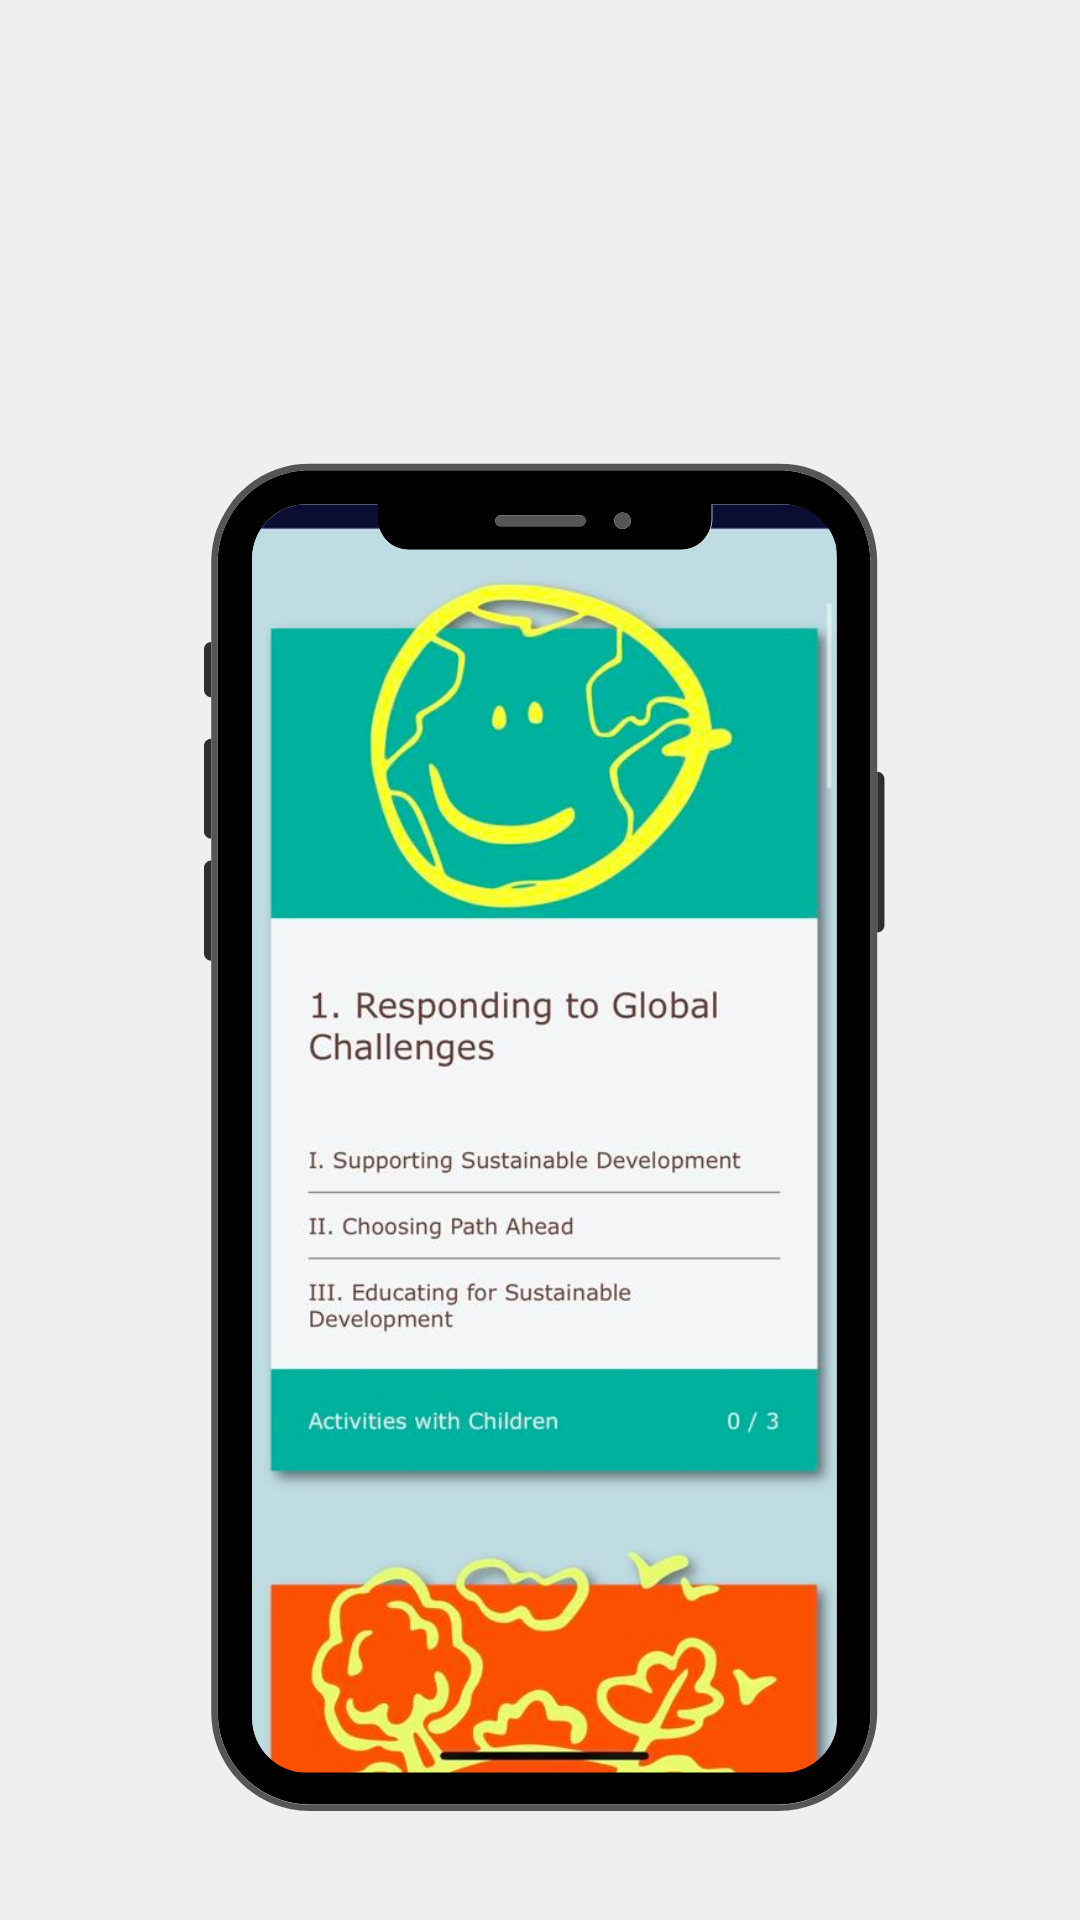 1. Responding to Global
Challenges
I. Supporting Sustainable Development
II. Choosing Path Ahead
III. Educating for Sustainable
Development
Activities with Children 0 / 3